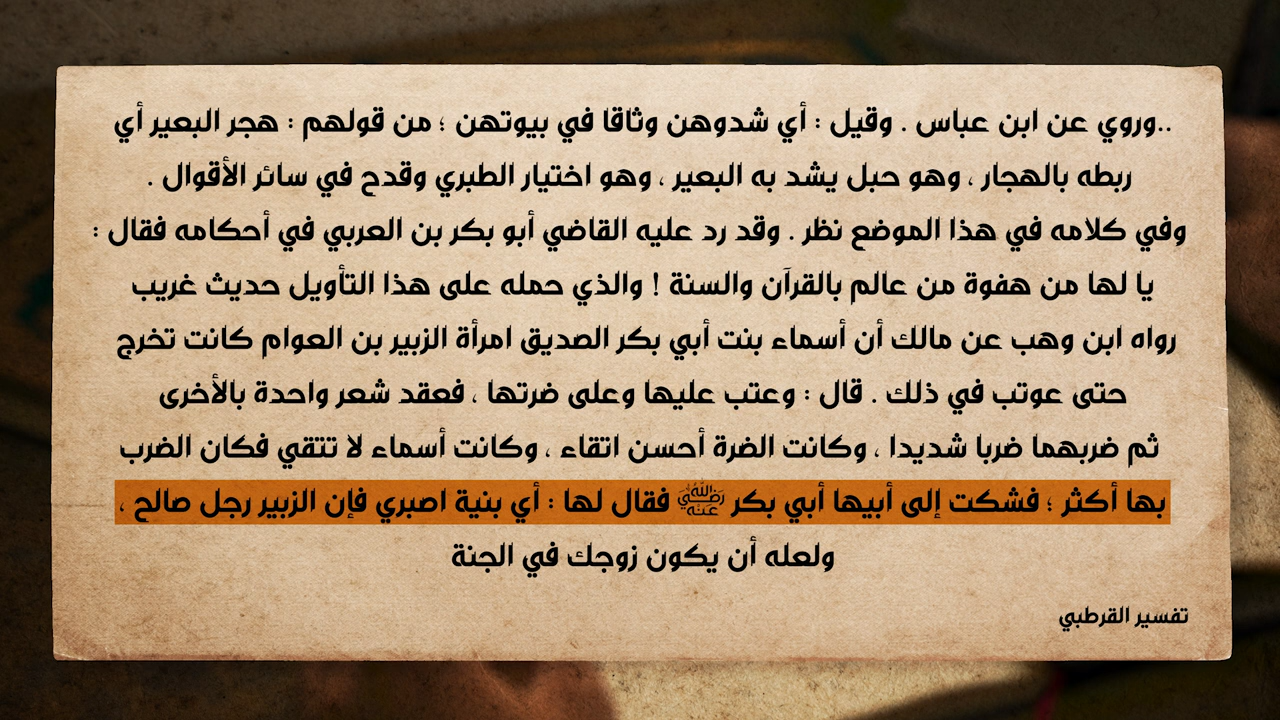 ..وروي عن ابن عباس . وقيل : أي شدوهن وثاقا في بيوتهن ؛ من قولهم : هجر البعير أي
ربطه بالهجار ، وهو حبل يشد به البعير ، وهو اختيار الطبري وقدح في سائر الأقوال .
وفي كلامه في هذا الموضع نظر . وقد رد عليه القاضي أبو بكر بن العربي في أحكامه فقال :
يا لها من هفوة من عالم بالقرآن والسنة ! والذي حمله على هذا التأويل حديث غريب
رواه ابن وهب عن مالك أن أسماء بنت أبي بكر الصديق امرأة الزبير بن العوام كانت تخرج
حتى عوتب في ذلك . قال : وعتب عليها وعلى ضرتها ، فعقد شعر واحدة بالأخرى
ثم ضربهما ضربا شديدا ، وكانت الضرة أحسن اتقاء ، وكانت أسماء لا تتقي فكان الضرب
بها أكثر ؛ فشكت إلى أبيها أبي بكر رضي الله عنه فقال لها : أي بنية اصبري فإن الزبير رجل صالح ،
ولعله أن يكون زوجك في الجنة
تفسير القرطبي